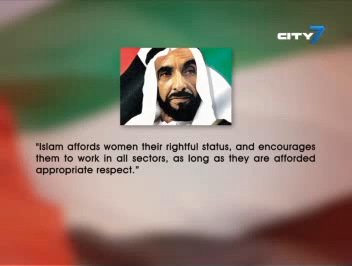 CITY7
"Islam affords women their rightful status, and encourages
them to work in all sectors, as long as they are afforded
appropriate respect."